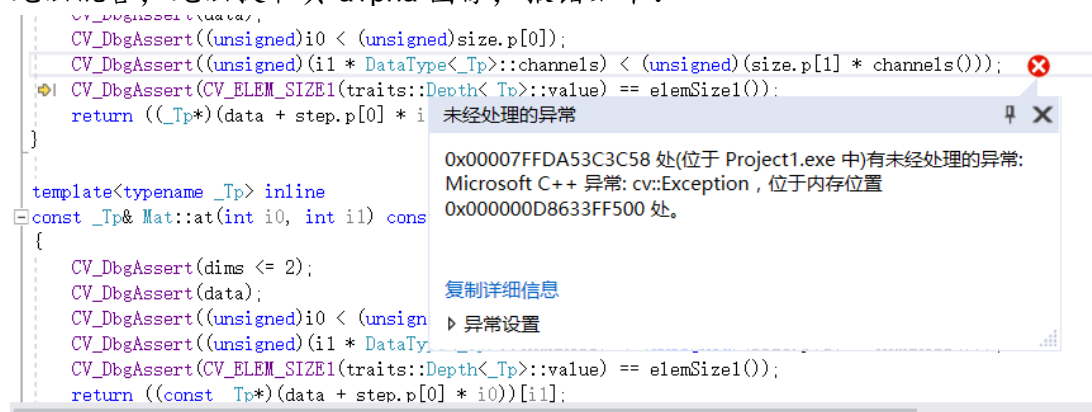 CV_DbgAssert(data);
CV_DbgAssert((unsigned)i0 < (unsigned)size.p[0]);
CV_DbgAssert((unsigned)(i1 * DataType<_Tp>::channels) < (unsigned)(size.p[1] * channels()));
CV_DbgAssert(CV_ELEM_SIZE1(traits::Depth<_Tp>::value) == elemSize1());
return ((_Tp*)(data + step.p[0] * i
}
未经处理的异常
0x00007FFDA53C3C58 处(位于 Project1.exe 中)有未经处理的异常:
Microsoft C++ 异常: cv::Exception，位于内存位置
0x000000D8633FF500 处。
复制详细信息
异常设置
template<typename _Tp> inline
const _Tp& Mat::at(int i0, int i1) cons
{
CV_DbgAssert(dims <= 2);
CV_DbgAssert(data);
CV_DbgAssert((unsigned)i0 < (unsign
CV_DbgAssert((unsigned)(i1 * DataTy
CV_DbgAssert(CV_ELEM_SIZE1(traits::Depth<_Tp>::value) == elemSize1());
return ((const _Tp*)(data + step.p[0] * i0))[i1];